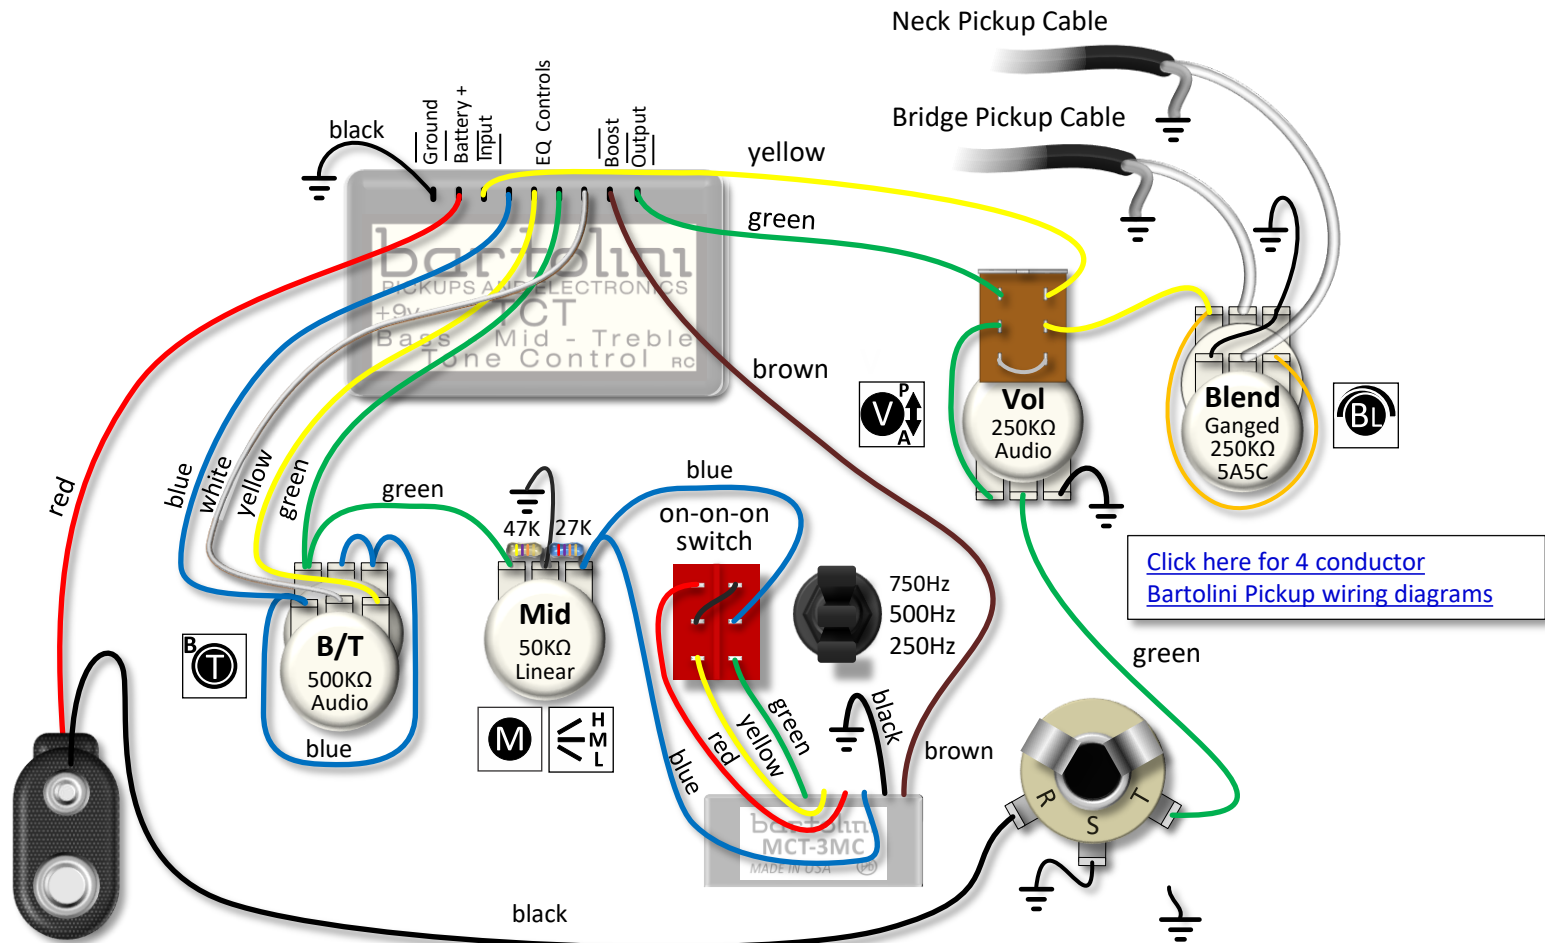 Neck Pickup Cable
Bridge Pickup Cable
black
Ground
Battery +
Input
EQ Controls
Boost
Output
yellow
green
bartolini
PICKUPS AND ELECTRONICS
+9v
TCT
Bass - Mid - Treble
Tone Control RC
brown
red
blue
white
yellow
green
V
P
A
Vol
250KΩ
Audio
Blend
Ganged
250KΩ
5A5C
BL
green
47K
27K
blue
on-on-on
switch
750Hz
500Hz
250Hz
Click here for 4 conductor
Bartolini Pickup wiring diagrams
B
T
B/T
500KΩ
Audio
blue
Mid
50KΩ
Linear
M
H
M
L
blue
red
yellow
green
black
brown
green
bartolini
MCT-3MC
MADE IN USA
Pb
R
S
T
black